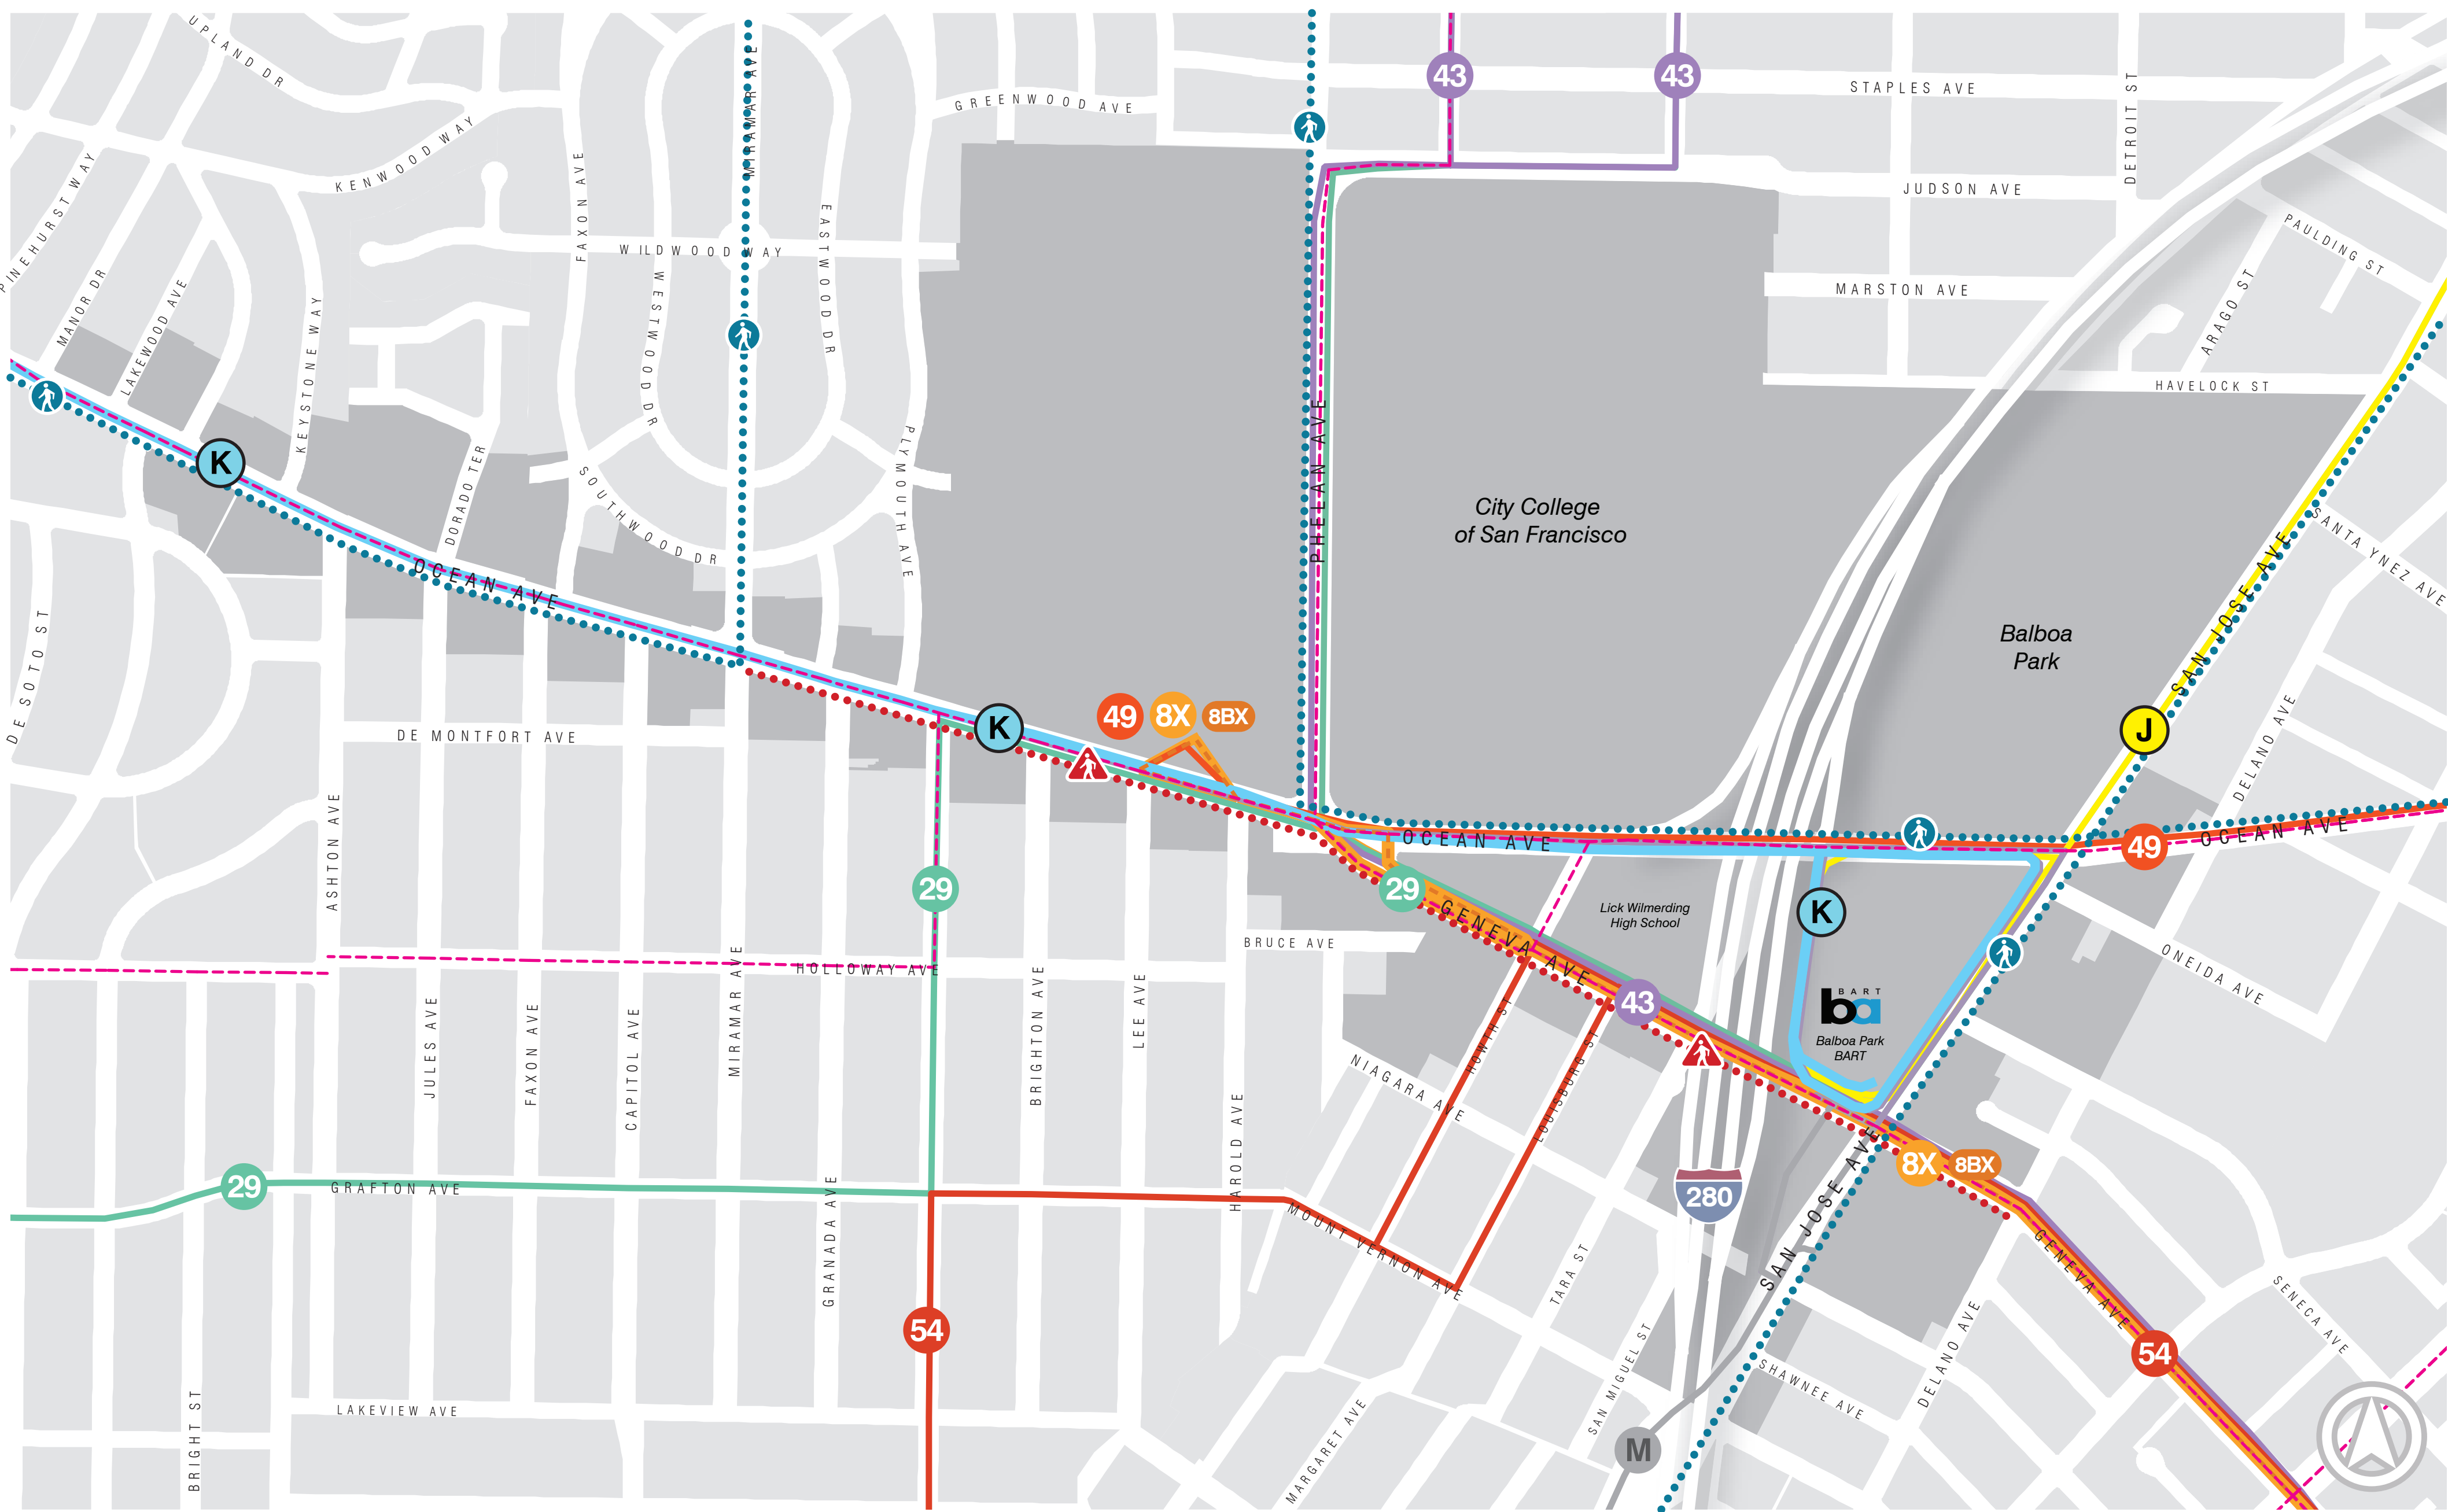 UPLAND DR
MIRAMAR AVE
GREENWOOD AVE
43
43
STAPLES AVE
DETROIT ST
KENWOOD WAY
FAXON AVE
PINEHURST WAY
JUDSON AVE
PAULDING ST
WILDWOOD WAY
EASTWOOD DR
WESTWOOD DR
MANOR DR
LAKEWOOD AVE
KEYSTONE WAY
MARSTON AVE
ARAGO ST
HAVELOCK ST
PHELAN AVE
PLYMOUTH AVE
K
DORADO TER
SOUTHWOOD DR
City College
of San Francisco
SANTA YNEZ AVE
OCEAN AVE
SAN JOSE AVE
Balboa
Park
DE SOTO ST
DE MONTFORT AVE
K
49
8X
8BX
J
DELANO AVE
OCEAN AVE
49
OCEAN AVE
ASHTON AVE
29
29
GENEVA AVE
Lick Wilmerding
High School
K
BRUCE AVE
ONEIDA AVE
HOLLOWAY AVE
MIRAMAR AVE
JULES AVE
FAXON AVE
CAPITOL AVE
BRIGHTON AVE
LEE AVE
HAROLD AVE
43
BART
ba
Balboa Park
BART
HOWTH ST
LOUISBURG ST
NIAGARA AVE
29
GRAFTON AVE
GRANADA AVE
MOUNT VERNON AVE
280
SAN JOSE AVE
8X
8BX
GENEVA AVE
TARA ST
SENECA AVE
54
54
SAN MIGUEL ST
DELANO AVE
SHAWNEE AVE
BRIGHT ST
LAKEVIEW AVE
MARGARET AVE
M